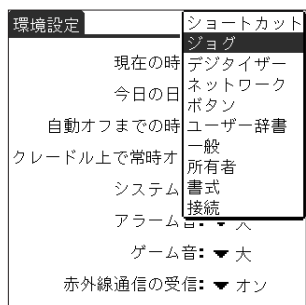 環境設定
ショートカット
ジョグ
デジタイザー
ネットワーク
ボタン
ユーザー辞書
一般
所有者
書式
接続
現在の時
今日の日
自動オフまでの時
クレードル上で常時オ
システム
アラーム音: ▼ 大
ゲーム音: ▼ 大
赤外線通信の受信: ▼ オン